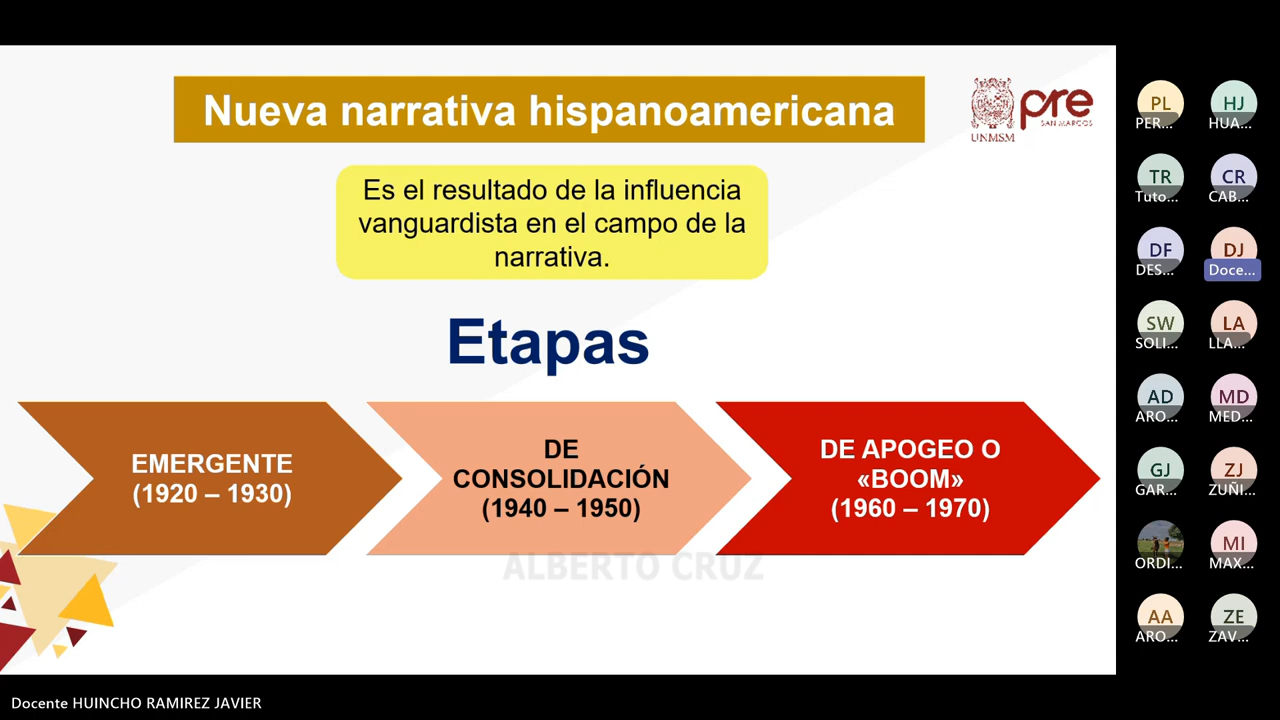 Nueva narrativa hispanoamericana
UNMSM
pre
SAN MARCOS
Es el resultado de la influencia
vanguardista en el campo de la
narrativa.
Etapas
EMERGENTE
(1920 – 1930)
DE
CONSOLIDACIÓN
(1940 – 1950)
DE APOGEO O
«BOOM»
(1960 – 1970)
ALBERTO CRUZ
PL
PER...
HJ
HUA...
TR
Tuto...
CR
CAB...
DF
DES...
DJ
Doce...
SW
SOLI...
LA
LLA...
AD
ARO...
MD
MED...
GJ
GAR...
ZJ
ZUÑI...
ORDI...
MI
MAX...
AA
ARO...
ZE
ZAV...
Docente HUINCHO RAMIREZ JAVIER